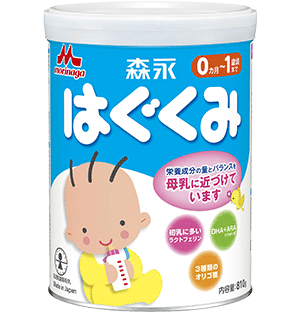 morinaga
森永
0カ月~1歳頃まで
はぐくみ
栄養成分の量とバランスを
母乳に近づけて
います
初乳に多い
ラクトフェリン
DHA+ARA
3種類の
オリゴ糖
Made in Japan
内容量:810g